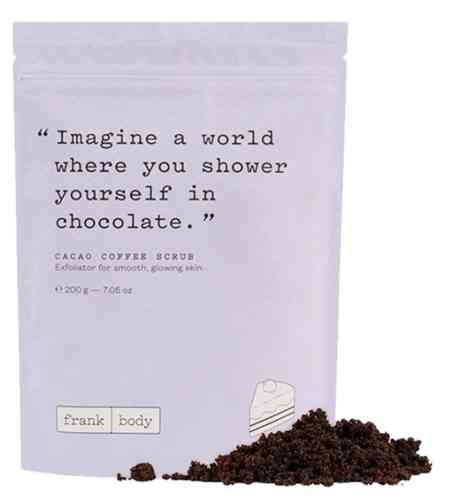 “Imagine a world
where you shower
yourself in
chocolate.”
CACAO COFFEE SCRUB
Exfoliator for smooth, glowing skin
℮ 200 g — 7.05 oz
frank body